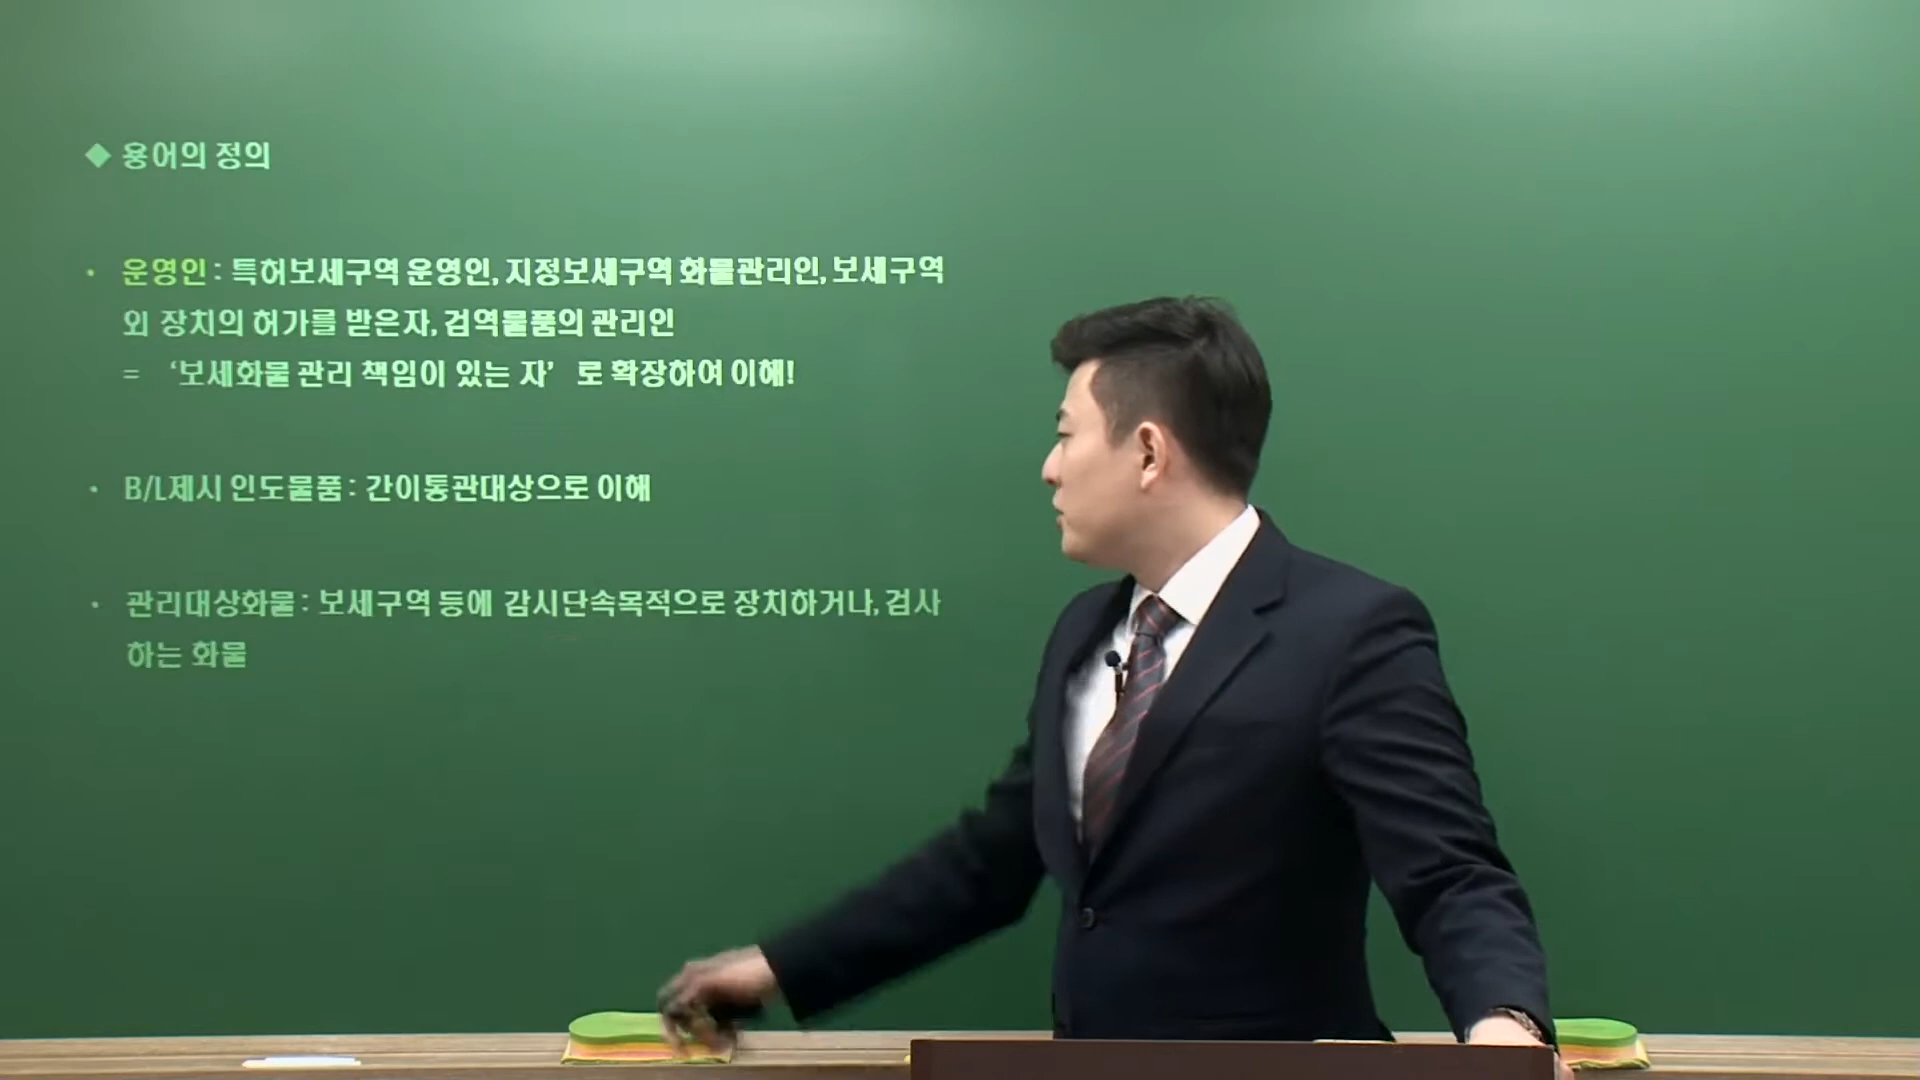 ◆ 용어의 정의
• 운영인 : 특허보세구역 운영인, 지정보세구역 화물관리인, 보세구역
외 장치의 허가를 받은자, 검역물품의 관리인
= ‘보세화물 관리 책임이 있는 자’ 로 확장하여 이해!
• B/L제시 인도물품 : 간이통관대상으로 이해
• 관리대상화물 : 보세구역 등에 감시단속목적으로 장치하거나, 검사
하는 화물